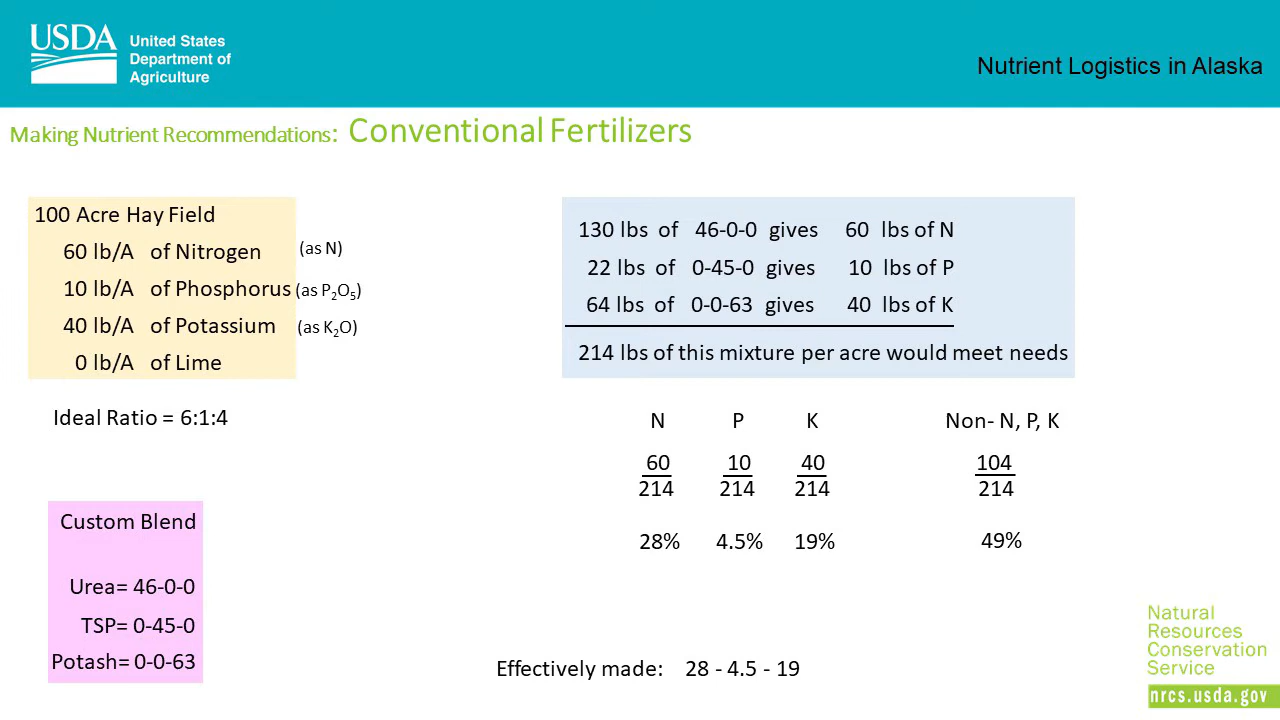 USDA
United States
Department of
Agriculture
Nutrient Logistics in Alaska
Making Nutrient Recommendations: Conventional Fertilizers
100 Acre Hay Field
60 lb/A of Nitrogen (as N)
10 lb/A of Phosphorus (as P₂O₅)
40 lb/A of Potassium (as K₂O)
0 lb/A of Lime
Ideal Ratio = 6:1:4
130 lbs of 46-0-0 gives 60 lbs of N
22 lbs of 0-45-0 gives 10 lbs of P
64 lbs of 0-0-63 gives 40 lbs of K
214 lbs of this mixture per acre would meet needs
N P K Non- N, P, K
60 10 40 104
214 214 214 214
28% 4.5% 19% 49%
Custom Blend
Urea= 46-0-0
TSP= 0-45-0
Potash= 0-0-63
Effectively made: 28 - 4.5 - 19
Natural
Resources
Conservation
Service
nrcs.usda.gov